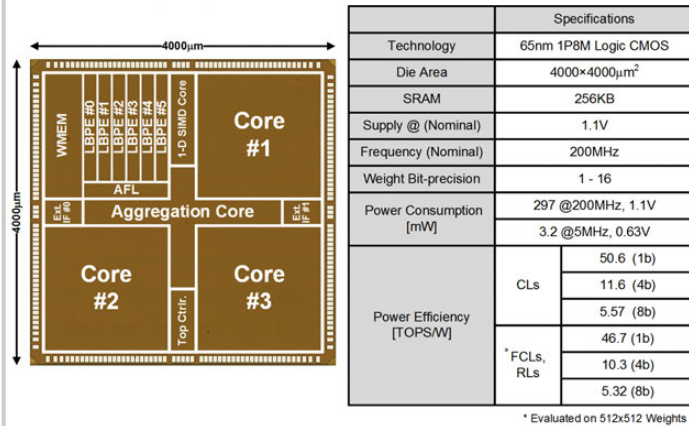 4000μm
4000μm
WMEM
LBPE #0
LBPE #1
LBPE #2
LBPE #3
LBPE #4
LBPE #5
1-D SIMD Core
Core
#1
AFL
Ext.
IF #0
Aggregation Core
Ext.
IF #1
Core
#2
Top Ctrlr.
Core
#3
Specifications
Technology 65nm 1P8M Logic CMOS
Die Area 4000×4000μm²
SRAM 256KB
Supply @ (Nominal) 1.1V
Frequency (Nominal) 200MHz
Weight Bit-precision 1 - 16
Power Consumption
[mW]
297 @200MHz, 1.1V
3.2 @5MHz, 0.63V
Power Efficiency
[TOPS/W]
CLs
50.6 (1b)
11.6 (4b)
5.57 (8b)
*FCLs,
RLs
46.7 (1b)
10.3 (4b)
5.32 (8b)
* Evaluated on 512x512 Weights